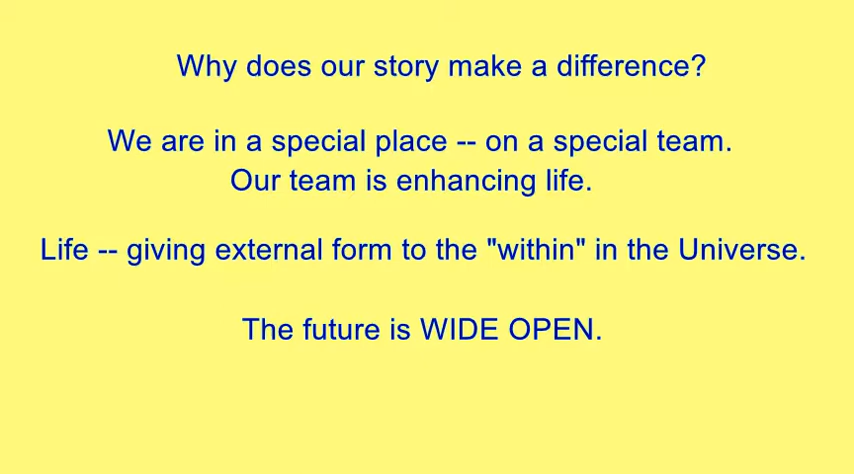 Why does our story make a difference?
We are in a special place -- on a special team.
Our team is enhancing life.
Life -- giving external form to the "within" in the Universe.
The future is WIDE OPEN.